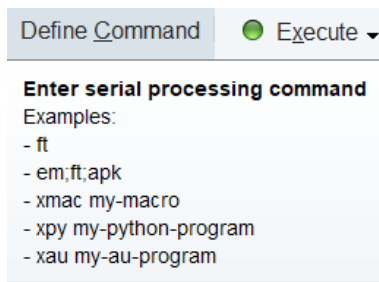 Define Command Execute
Enter serial processing command
Examples:
- ft
- em;ft;apk
- xmac my-macro
- xpy my-python-program
- xau my-au-program